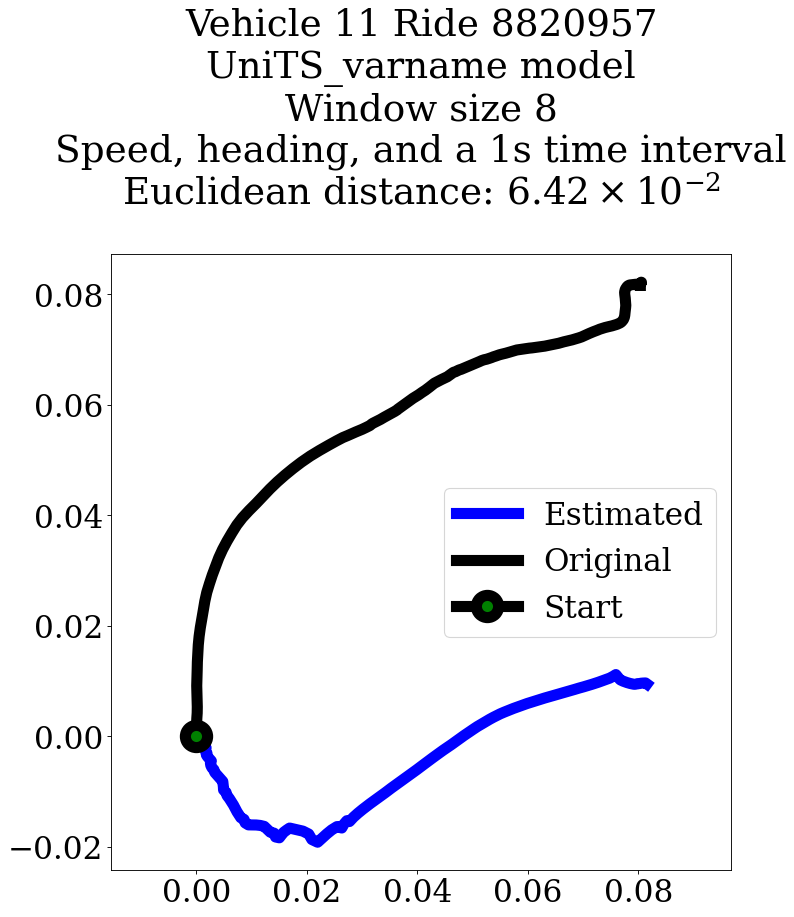 Vehicle 11 Ride 8820957
UniTS_varname model
Window size 8
Speed, heading, and a 1s time interval
Euclidean distance: 6.42 × 10⁻²
0.08
0.06
0.04
0.02
0.00
−0.02
Estimated
Original
Start
0.00 0.02 0.04 0.06 0.08